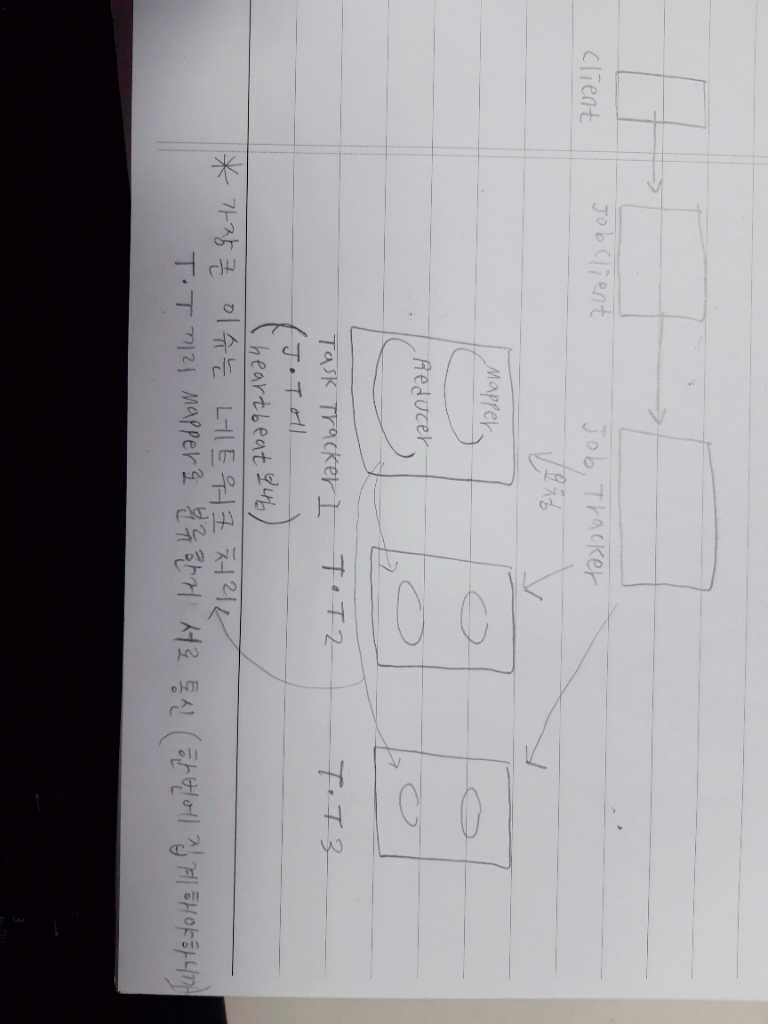 Client
Job Client
Job Tracker
요청
Mapper
Reducer
Task Tracker 1
T.T 2
T.T 3
(J.T에
heartbeat 보냄)
* 가장 큰 이슈는 네트워크 처리
T.T 끼리 Mapper로 분류한거 서로 통신 (한번에 집계해야하니까)